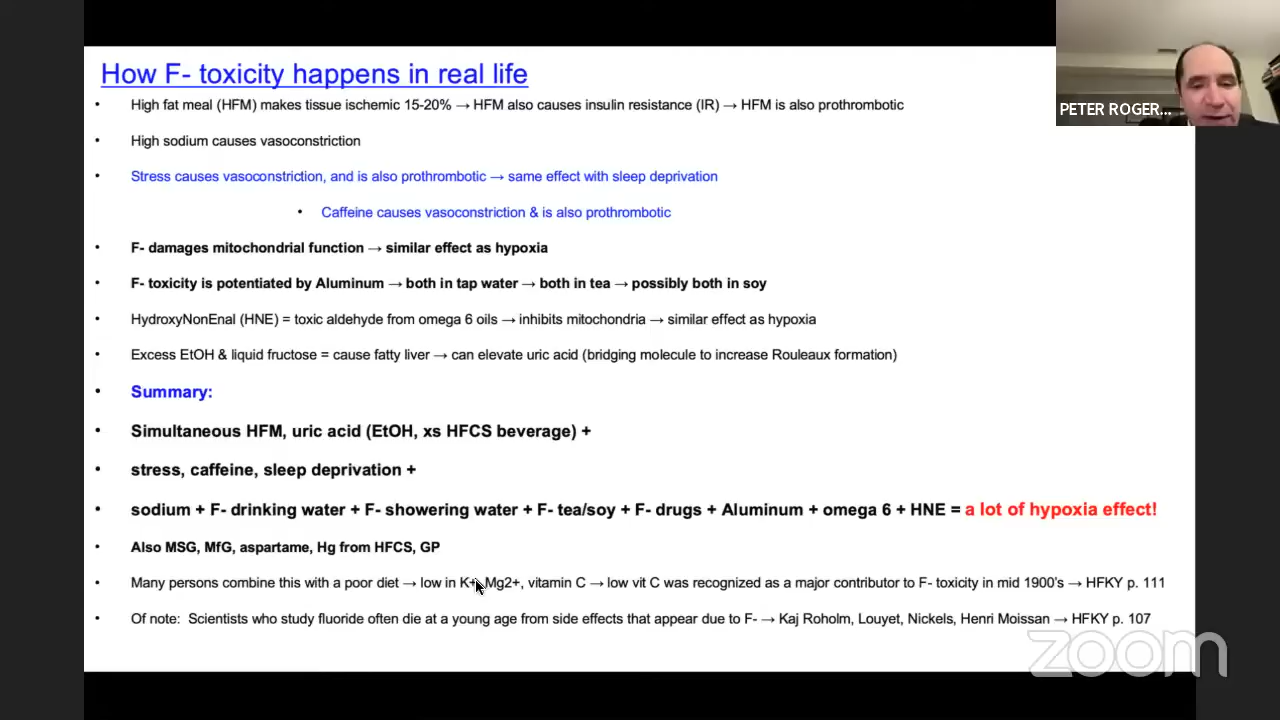 How F- toxicity happens in real life
PETER ROGER...
• High fat meal (HFM) makes tissue ischemic 15-20% → HFM also causes insulin resistance (IR) → HFM is also prothrombotic
• High sodium causes vasoconstriction
• Stress causes vasoconstriction, and is also prothrombotic → same effect with sleep deprivation
• Caffeine causes vasoconstriction & is also prothrombotic
• F- damages mitochondrial function → similar effect as hypoxia
• F- toxicity is potentiated by Aluminum → both in tap water → both in tea → possibly both in soy
• HydroxyNonEnal (HNE) = toxic aldehyde from omega 6 oils → inhibits mitochondria → similar effect as hypoxia
• Excess EtOH & liquid fructose = cause fatty liver → can elevate uric acid (bridging molecule to increase Rouleaux formation)
• Summary:
• Simultaneous HFM, uric acid (EtOH, xs HFCS beverage) +
• stress, caffeine, sleep deprivation +
• sodium + F- drinking water + F- showering water + F- tea/soy + F- drugs + Aluminum + omega 6 + HNE = a lot of hypoxia effect!
• Also MSG, MfG, aspartame, Hg from HFCS, GP
• Many persons combine this with a poor diet → low in K+, Mg2+, vitamin C → low vit C was recognized as a major contributor to F- toxicity in mid 1900's → HFKY p. 111
• Of note: Scientists who study fluoride often die at a young age from side effects that appear due to F- → Kaj Roholm, Louyet, Nickels, Henri Moissan → HFKY p. 107
zoom